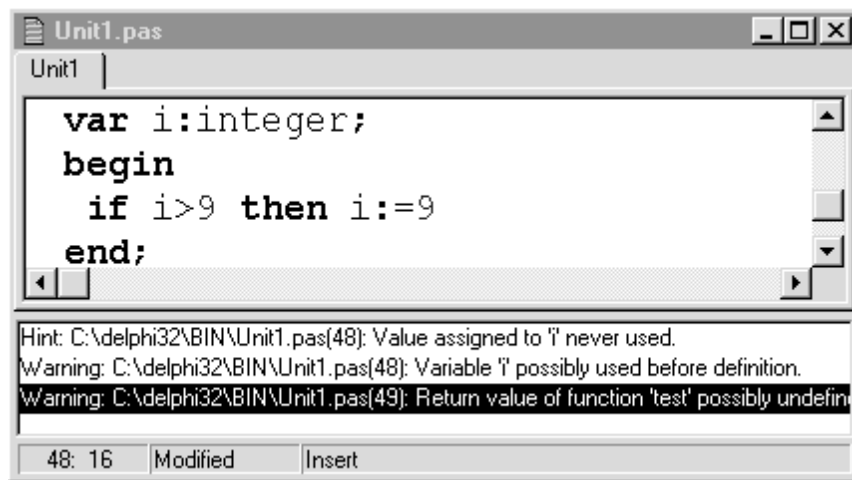 Unit1.pas
Unit1
var i:integer;
begin
if i>9 then i:=9
end;
Hint: C:\delphi32\BIN\Unit1.pas(48): Value assigned to 'i' never used.
Warning: C:\delphi32\BIN\Unit1.pas(48): Variable 'i' possibly used before definition.
Warning: C:\delphi32\BIN\Unit1.pas(49): Return value of function 'test' possibly undefine
48: 16 Modified Insert